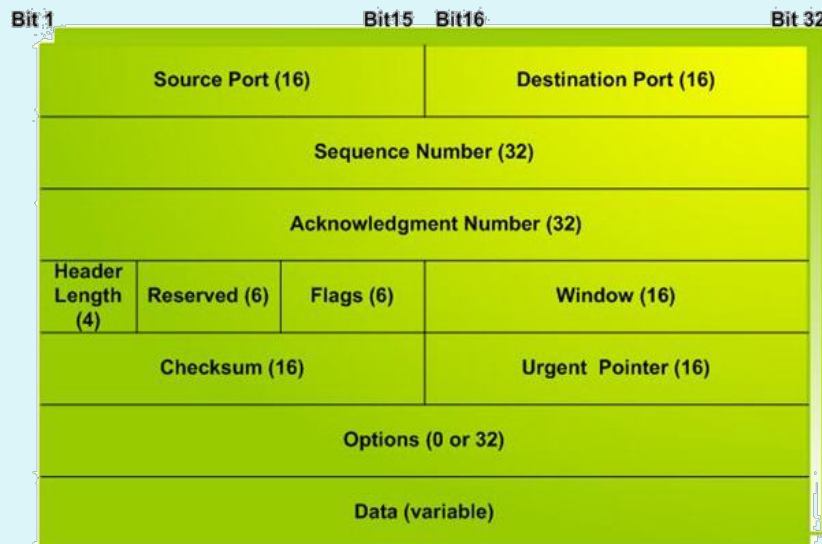 Bit 1 Bit15 Bit16 Bit 32
Source Port (16) Destination Port (16)
Sequence Number (32)
Acknowledgment Number (32)
Header
Length
(4)
Reserved (6) Flags (6) Window (16)
Checksum (16) Urgent Pointer (16)
Options (0 or 32)
Data (variable)